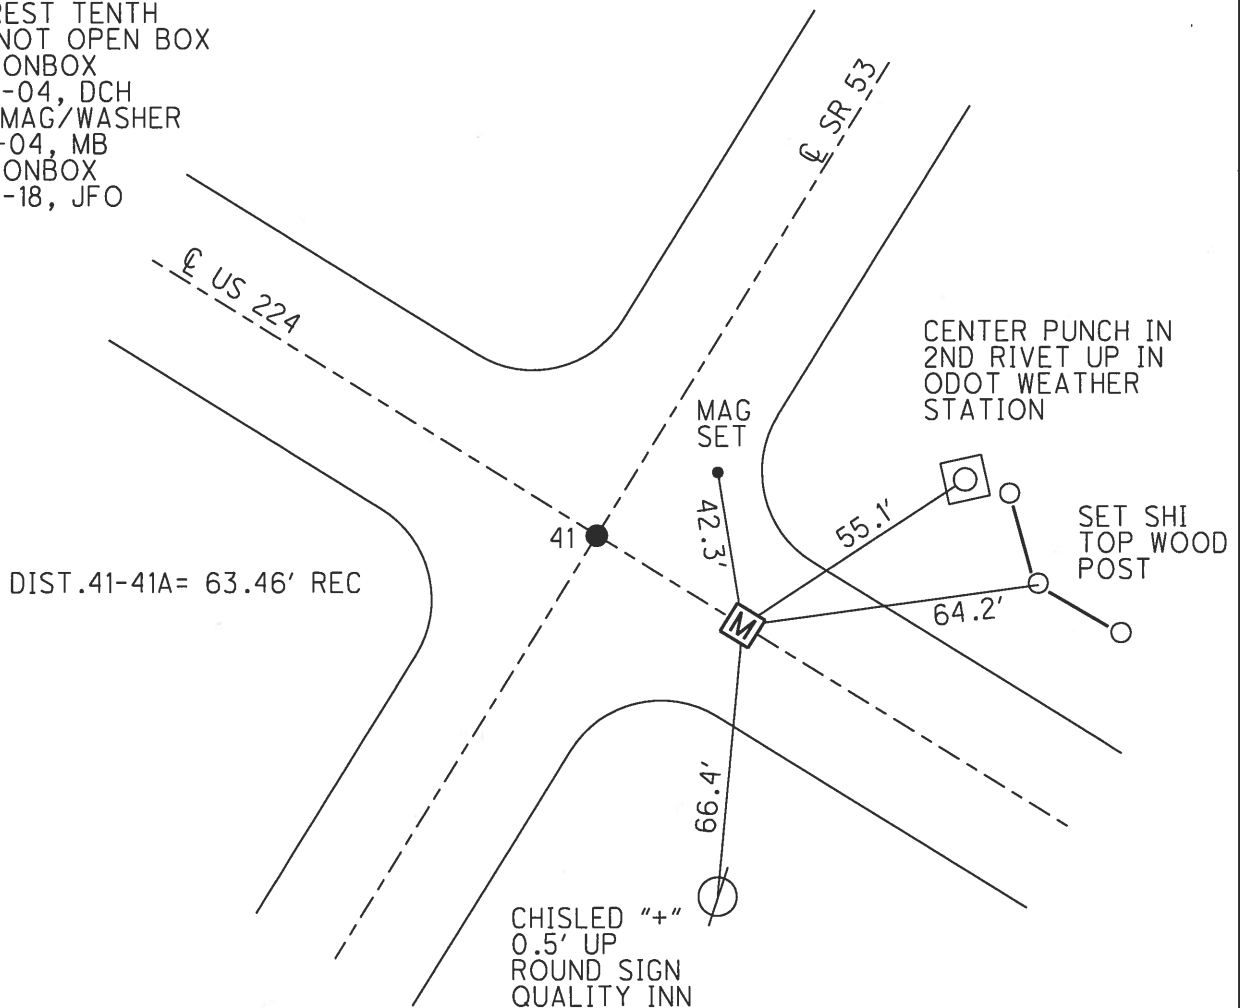 EST TENTH
NOT OPEN BOX
ONBOX
-04, DCH
MAG/WASHER
-04, MB
ONBOX
-18, JFO
℄ SR 53
℄ US 224
CENTER PUNCH IN
2ND RIVET UP IN
ODOT WEATHER
STATION
MAG
SET
42.3'
55.1'
SET SHI
TOP WOOD
POST
41
DIST.41-41A= 63.46' REC
64.2'
M
66.4'
CHISLED "+"
0.5' UP
ROUND SIGN
QUALITY INN